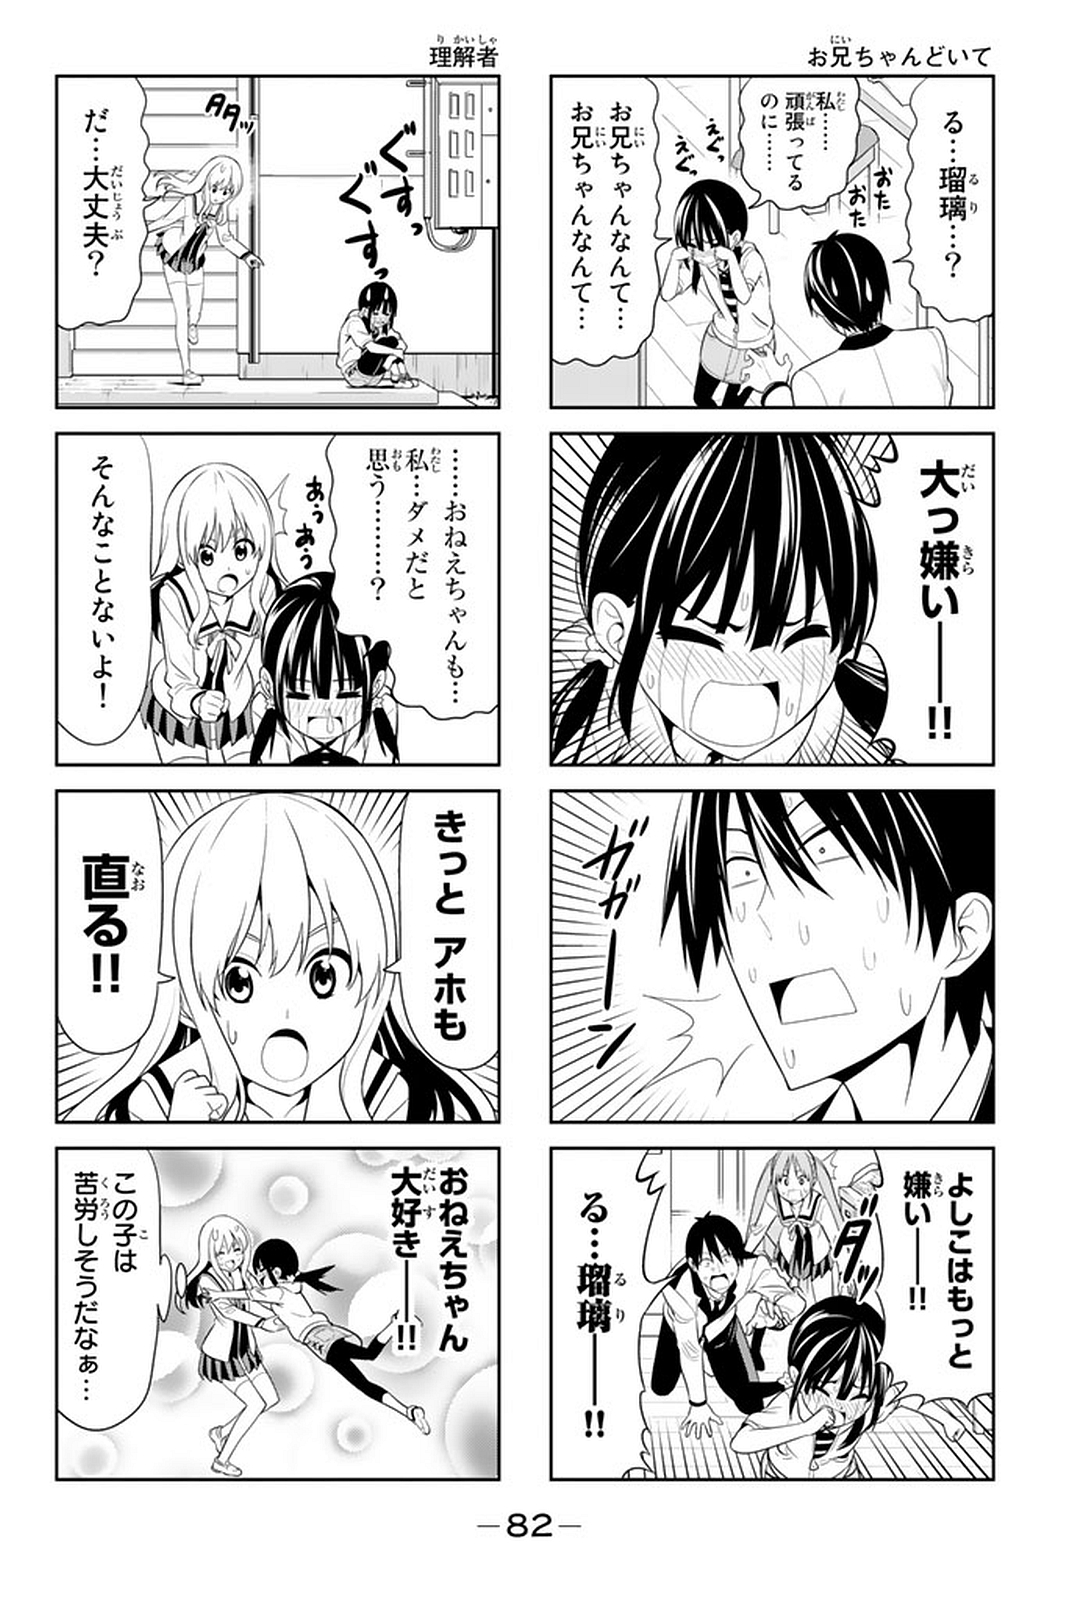 お兄ちゃんどいて
る…瑠璃…?
私……
頑張ってる
のに……
お兄ちゃんなんて…
お兄ちゃんなんて…
えぐっ
えぐっ
おた
おた
大っ嫌い――!!
ガガーーン
よしこはもっと
嫌い――!!
ダッ
る…瑠璃――!!
理解者
ぐすっ
ぐすっ
タタッ
だ…大丈夫?
……おねえちゃんも…
私…ダメだと
思う………?
あぅ
あぅ
そんなことないよ!
きっと アホも
直る!!
おねえちゃん
大好き――!!
この子は
苦労しそうだなぁ…
―82―